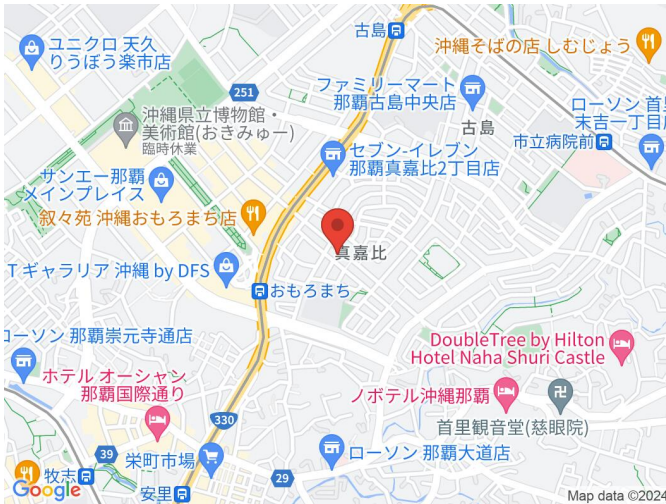 古島
ユニクロ 天久
りうぼう楽市店
沖縄そばの店 しむじょう
251
ファミリーマート
那覇古島中央店
沖縄県立博物館・
美術館(おきみゅー)
臨時休業
古島
ローソン 首里
末吉一丁目店
市立病院前
セブン-イレブン
那覇真嘉比2丁目店
サンエー那覇
メインプレイス
叙々苑 沖縄おもろまち店
真嘉比
T ギャラリア 沖縄 by DFS
おもろまち
ローソン 那覇崇元寺通店
DoubleTree by Hilton
Hotel Naha Shuri Castle
ホテル オーシャン
那覇国際通り
ノボテル沖縄那覇
卍
首里観音堂(慈眼院)
330
39
栄町市場
ローソン 那覇大道店
牧志
29
Google
安里
Map data ©2024